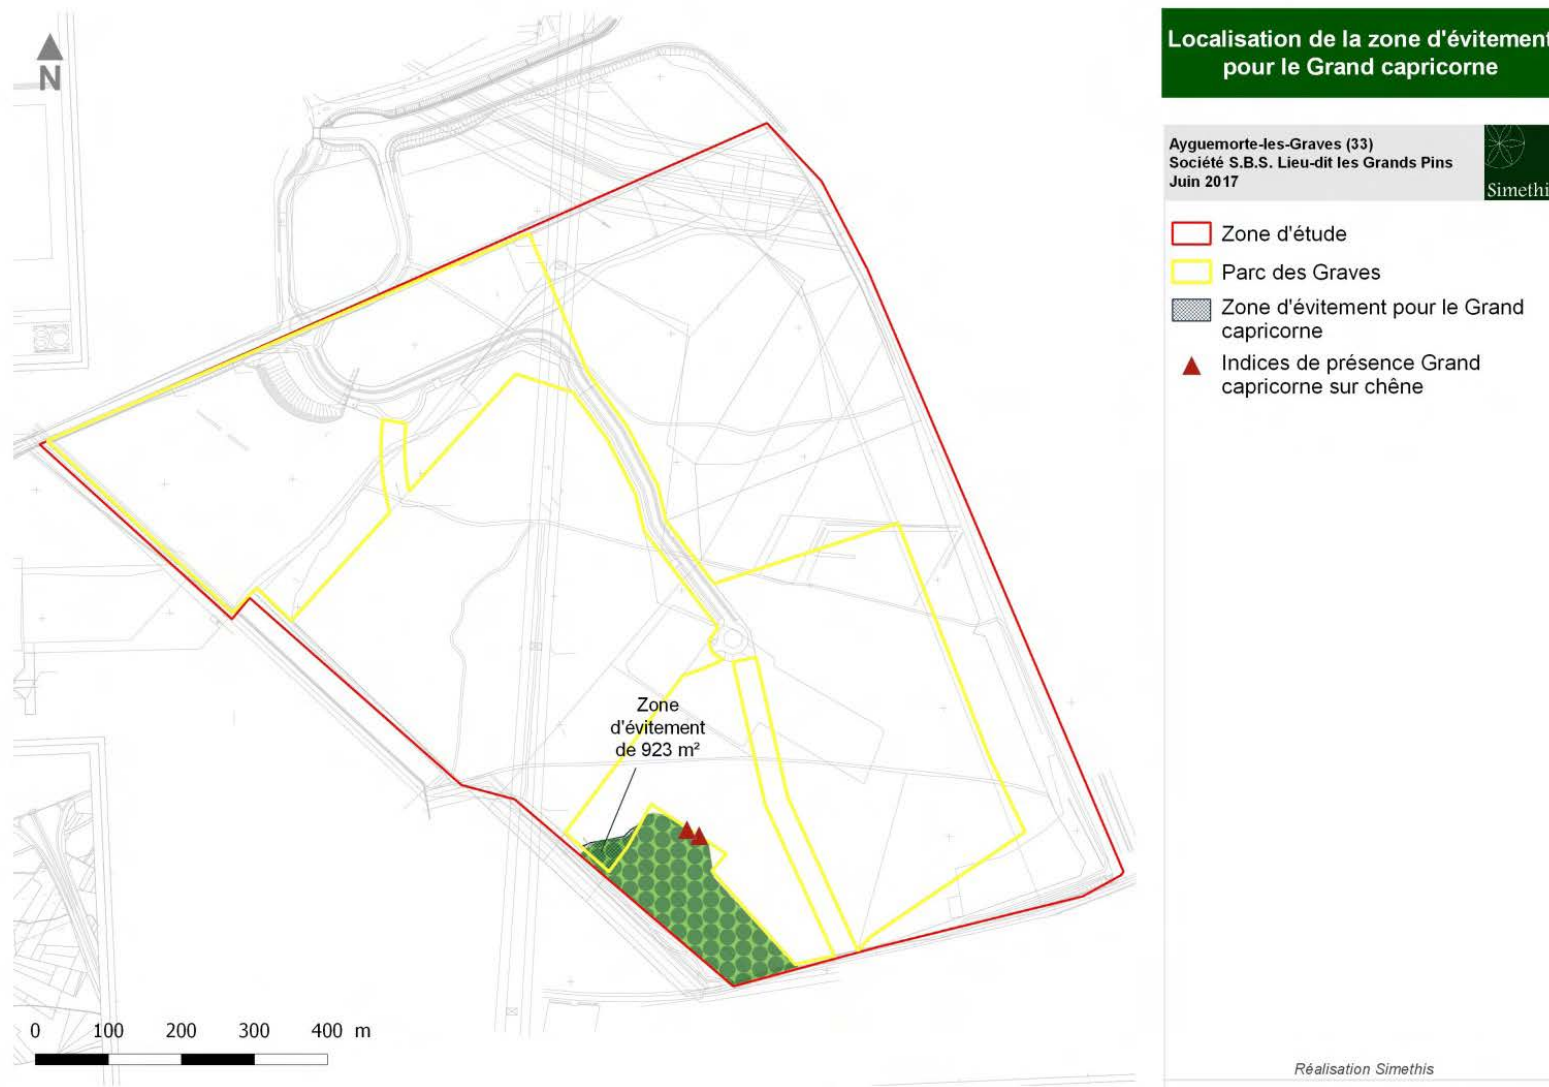 N
Localisation de la zone d'évitement
pour le Grand capricorne
Ayguemorte-les-Graves (33)
Société S.B.S. Lieu-dit les Grands Pins
Juin 2017
Simethi
Zone d'étude
Parc des Graves
Zone d'évitement pour le Grand
capricorne
Indices de présence Grand
capricorne sur chêne
Zone
d'évitement
de 923 m²
0 100 200 300 400 m
Réalisation Simethis